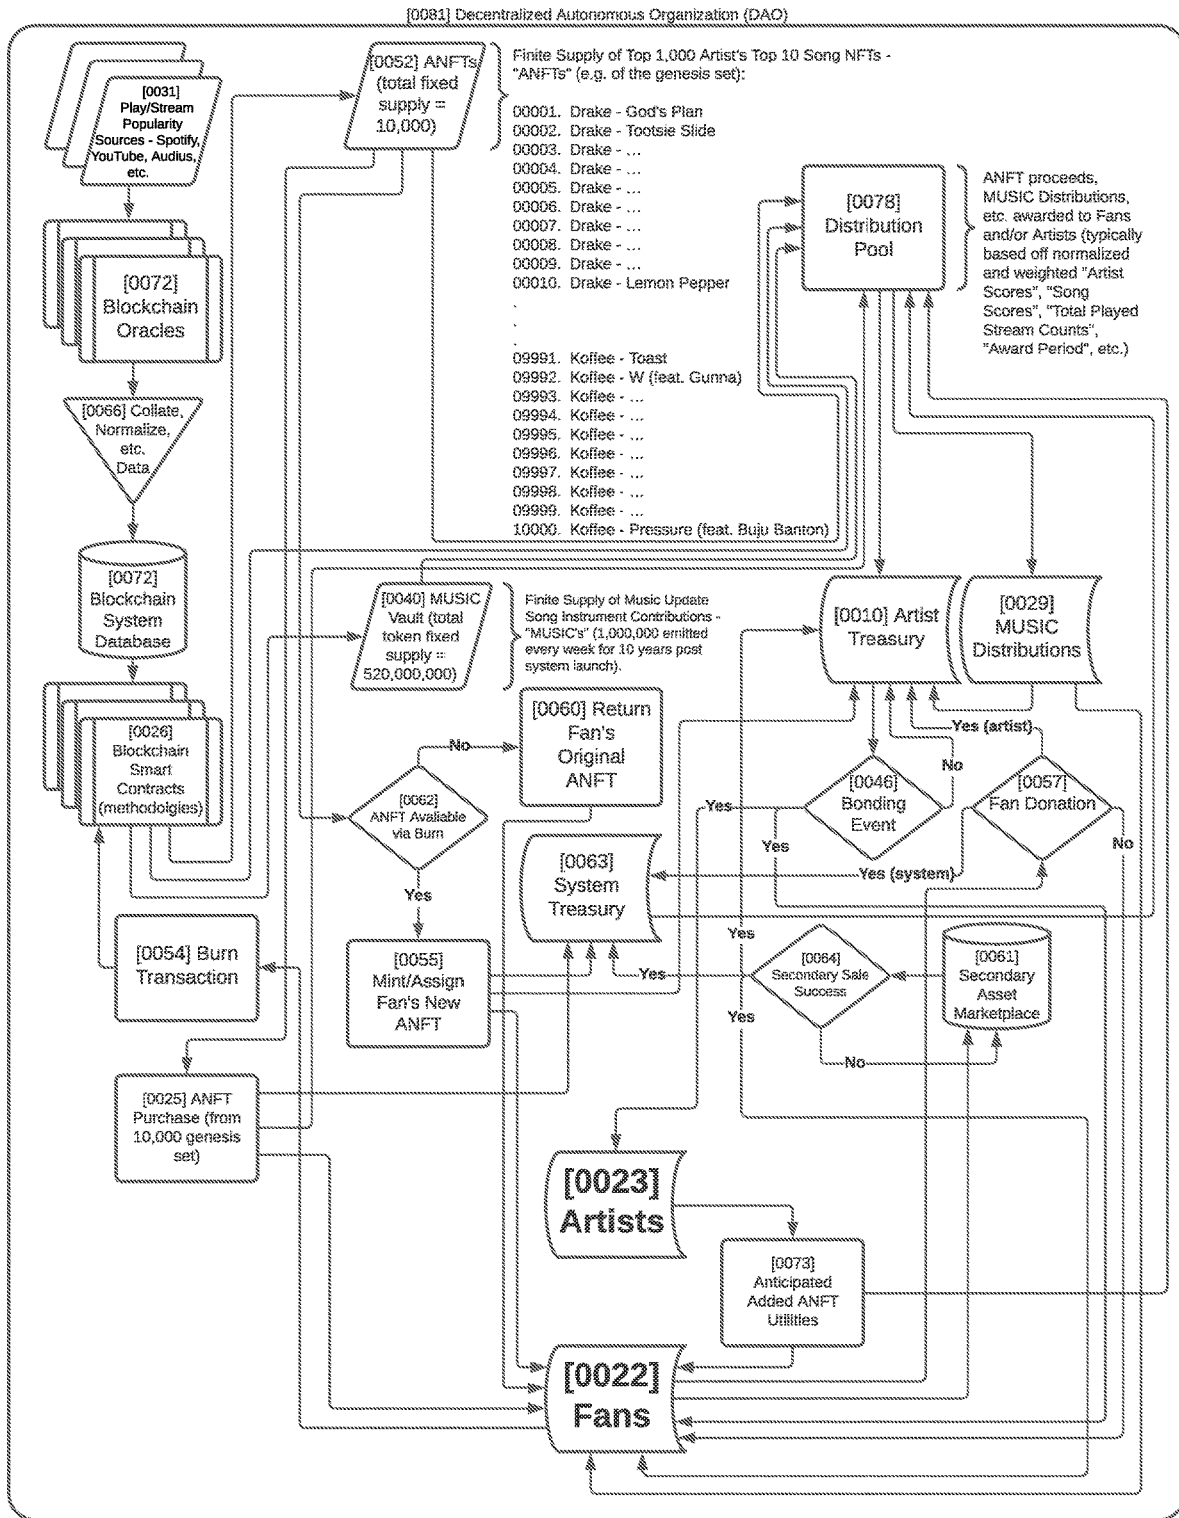 [0081] Decentralized Autonomous Organization (DAO)
[0031]
Play/Stream
Popularity
Sources - Spotify,
YouTube, Audius,
etc.
[0052] ANFTs
(total fixed
supply =
10,000)
Finite Supply of Top 1,000 Artist's Top 10 Song NFTs -
"ANFTs" (e.g. of the genesis set):
00001. Drake - God's Plan
00002. Drake - Tootsie Slide
00003. Drake - ...
00004. Drake - ...
00005. Drake - ...
00006. Drake - ...
00007. Drake - ...
00008. Drake - ...
00009. Drake - ...
00010. Drake - Lemon Pepper
.
.
.
09991. Koffee - Toast
09992. Koffee - W (feat. Gunna)
09993. Koffee - ...
09994. Koffee - ...
09995. Koffee - ...
09996. Koffee - ...
09997. Koffee - ...
09998. Koffee - ...
09999. Koffee - ...
10000. Koffee - Pressure (feat. Buju Banton)
[0078]
Distribution
Pool
ANFT proceeds,
MUSIC Distributions,
etc. awarded to Fans
and/or Artists (typically
based off normalized
and weighted "Artist
Scores", "Song
Scores", "Total Played
Stream Counts",
"Award Period", etc.)
[0072]
Blockchain
Oracles
[0066] Collate,
Normalize,
etc.
Data
[0072]
Blockchain
System
Database
[0026]
Blockchain
Smart
Contracts
(methodolgies)
[0040] MUSIC
Vault (total
token fixed
supply =
520,000,000)
Finite Supply of Music Update
Song Instrument Contributions -
"MUSIC's" (1,000,000 emitted
every week for 10 years post
system launch).
[0010] Artist
Treasury
[0029]
MUSIC
Distributions
[0060] Return
Fan's
Original
ANFT
No
[0062]
ANFT Avaliable
via Burn
Yes
Yes (artist)
No
[0046]
Bonding
Event
[0057]
Fan Donation
Yes
Yes
No
Yes (system)
[0063]
System
Treasury
[0054] Burn
Transaction
[0055]
Mint/Assign
Fan's New
ANFT
Yes
Yes
[0064]
Secondary Sale
Success
[0061]
Secondary
Asset
Marketplace
Yes
No
[0025] ANFT
Purchase (from
10,000 genesis
set)
[0023]
Artists
[0073]
Anticipated
Added ANFT
Utilities
[0022]
Fans